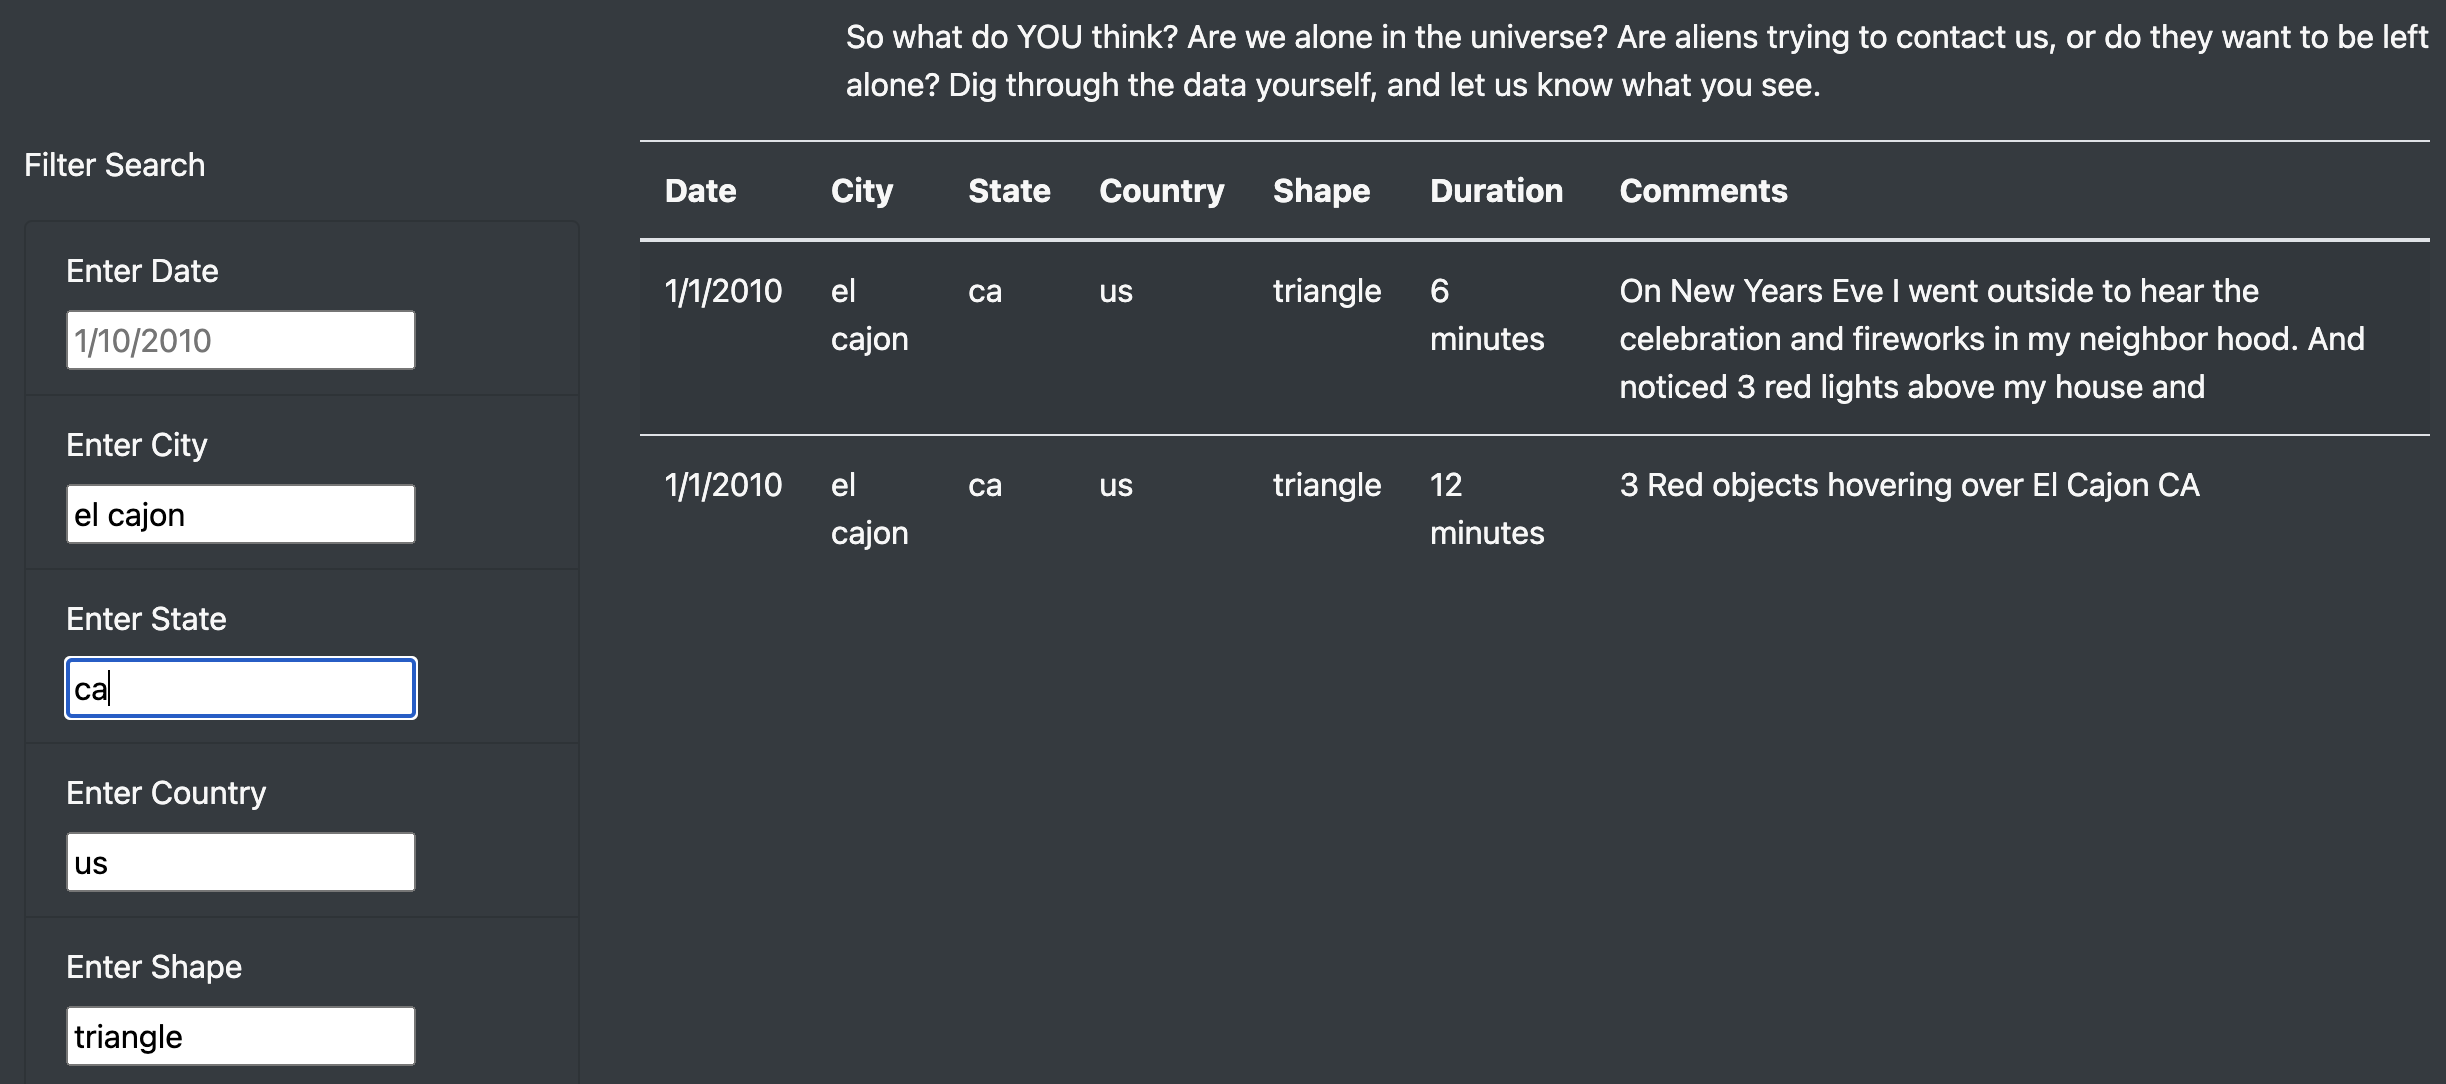 So what do YOU think? Are we alone in the universe? Are aliens trying to contact us, or do they want to be left
alone? Dig through the data yourself, and let us know what you see.
Filter Search
Enter Date
1/10/2010
Enter City
el cajon
Enter State
ca
Enter Country
us
Enter Shape
triangle
Date City State Country Shape Duration Comments
1/1/2010 el ca us triangle 6 On New Years Eve I went outside to hear the
cajon minutes celebration and fireworks in my neighbor hood. And
noticed 3 red lights above my house and
1/1/2010 el ca us triangle 12 3 Red objects hovering over El Cajon CA
cajon minutes